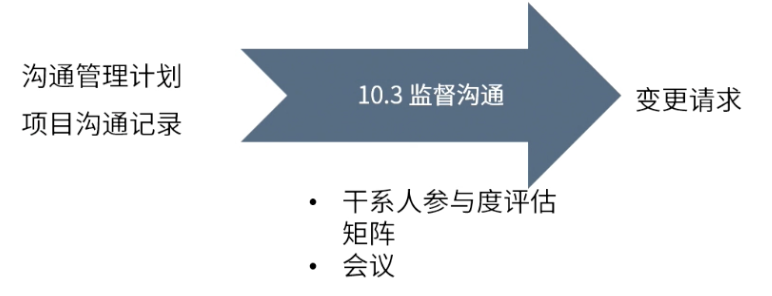 沟通管理计划
项目沟通记录
10.3 监督沟通
变更请求
• 干系人参与度评估
矩阵
• 会议